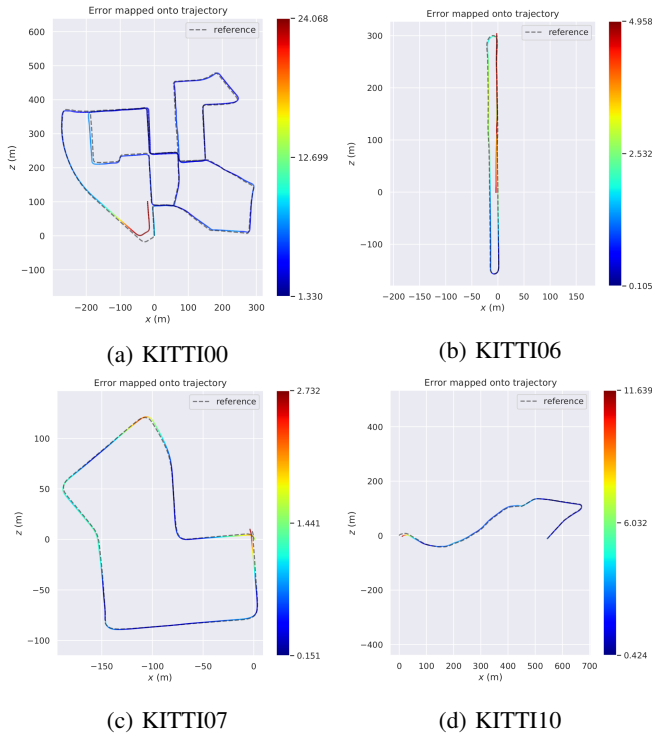 Error mapped onto trajectory
reference
600
500
400
300
200
100
0
−100
z (m)
−200
−100
0
100
200
300
x (m)
24.068
12.699
1.330
(a) KITTI00
Error mapped onto trajectory
reference
300
200
100
0
−100
z (m)
−200
−100
0
100
x (m)
4.958
2.532
0.105
(b) KITTI06
Error mapped onto trajectory
reference
100
50
0
−50
−100
z (m)
−150
−100
−50
0
x (m)
2.732
1.441
0.151
(c) KITTI07
Error mapped onto trajectory
reference
400
200
0
−200
−400
z (m)
0
100
200
300
400
500
600
700
x (m)
11.639
6.032
0.424
(d) KITTI10